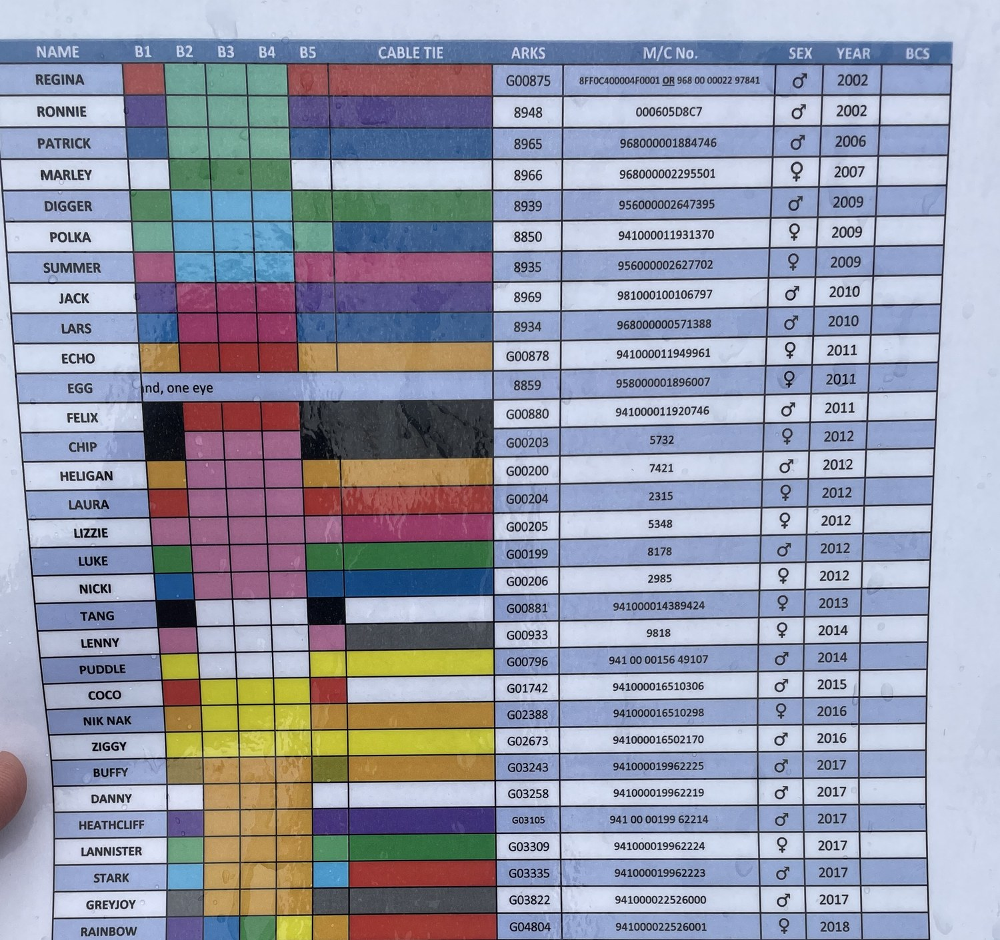 NAME B1 B2 B3 B4 B5 CABLE TIE ARKS M/C No. SEX YEAR BCS
REGINA G00875 8FF0C400004F0001 OR 968 00 00022 97841 ♂ 2002
RONNIE 8948 000605D8C7 ♂ 2002
PATRICK 8965 968000001884746 ♂ 2006
MARLEY 8966 968000002295501 ♀ 2007
DIGGER 8939 956000002647395 ♂ 2009
POLKA 8850 941000011931370 ♀ 2009
SUMMER 8935 956000002627702 ♀ 2009
JACK 8969 981000100106797 ♂ 2010
LARS 8934 968000000571388 ♂ 2010
ECHO G00878 941000011949961 ♀ 2011
EGG nd, one eye 8859 958000001896007 ♀ 2011
FELIX G00880 941000011920746 ♂ 2011
CHIP G00203 5732 ♀ 2012
HELIGAN G00200 7421 ♂ 2012
LAURA G00204 2315 ♀ 2012
LIZZIE G00205 5348 ♀ 2012
LUKE G00199 8178 ♂ 2012
NICKI G00206 2985 ♀ 2012
TANG G00881 941000014389424 ♀ 2013
LENNY G00933 9818 ♀ 2014
PUDDLE G00796 941 00 00156 49107 ♂ 2014
COCO G01742 941000016510306 ♂ 2015
NIK NAK G02388 941000016510298 ♀ 2016
ZIGGY G02673 941000016502170 ♂ 2016
BUFFY G03243 941000019962225 ♂ 2017
DANNY G03258 941000019962219 ♂ 2017
HEATHCLIFF G03105 941 00 00199 62214 ♂ 2017
LANNISTER G03309 941000019962224 ♀ 2017
STARK G03335 941000019962223 ♂ 2017
GREYJOY G03822 941000022526000 ♂ 2017
RAINBOW G04804 941000022526001 ♀ 2018